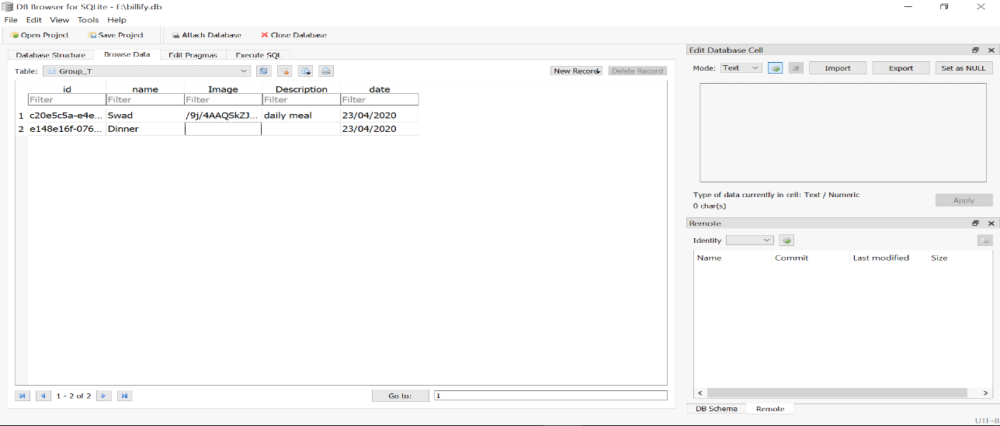 DB Browser for SQLite - E:\billify.db
File Edit View Tools Help
Open Project Save Project Attach Database Close Database
Database Structure Browse Data Edit Pragmas Execute SQL
Table: Group_T New Record Delete Record
id name Image Description date
Filter Filter Filter Filter Filter
1 c20e5c5a-e4e... Swad /9j/4AAQSkZJ... daily meal 23/04/2020
2 e148e16f-076... Dinner 23/04/2020
1 - 2 of 2 Go to: 1
Edit Database Cell
Mode: Text Import Export Set as NULL
Type of data currently in cell: Text / Numeric
0 char(s)
Apply
Remote
Identity
Name Commit Last modified Size
DB Schema Remote
UTF-8